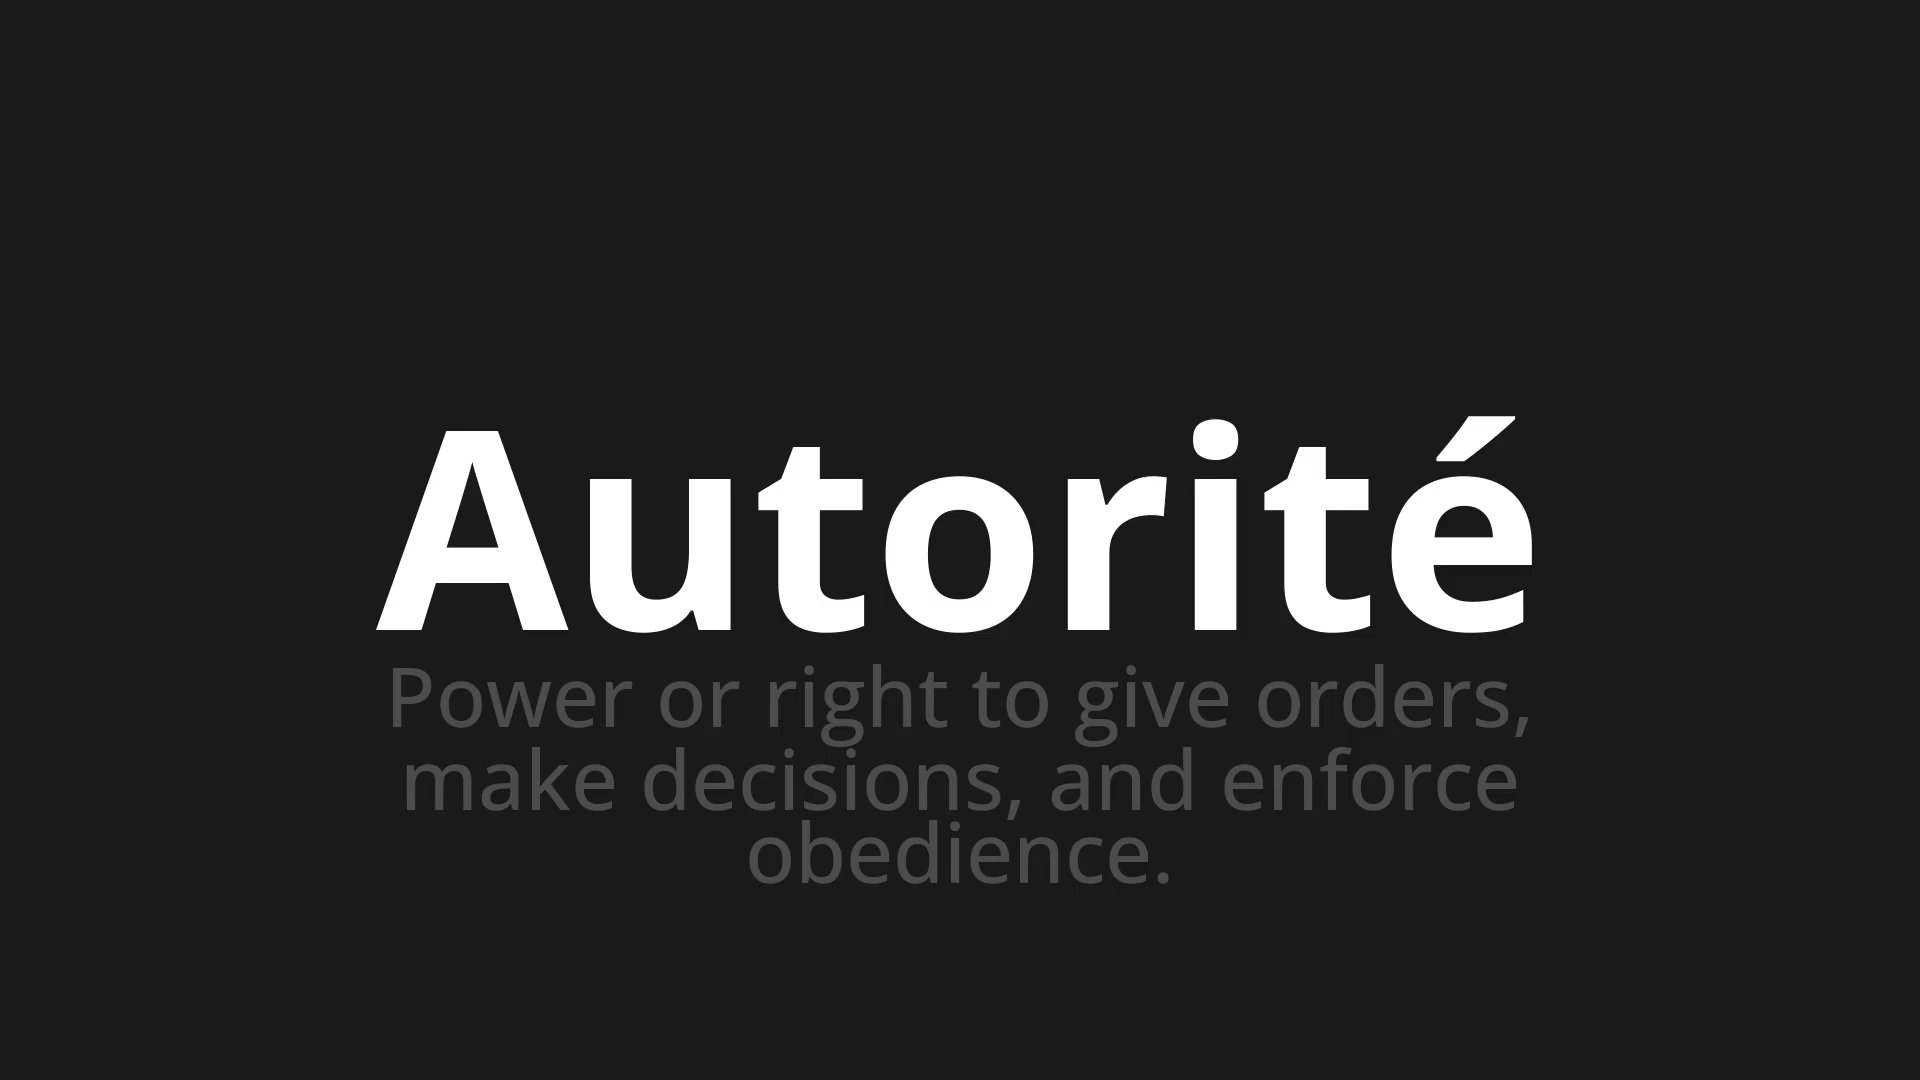 Autorité
Power or right to give orders,
make decisions, and enforce
obedience.